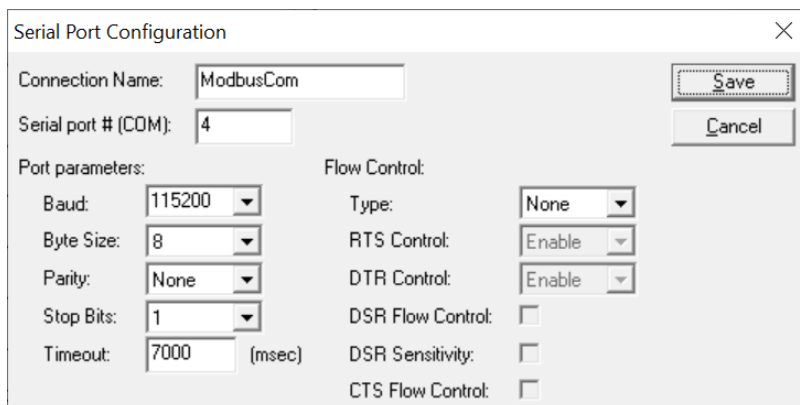 Serial Port Configuration
Connection Name: ModbusCom
Save
Serial port # (COM): 4
Cancel
Port parameters:
Baud: 115200
Byte Size: 8
Parity: None
Stop Bits: 1
Timeout: 7000 (msec)
Flow Control:
Type: None
RTS Control: Enable
DTR Control: Enable
DSR Flow Control:
DSR Sensitivity:
CTS Flow Control: